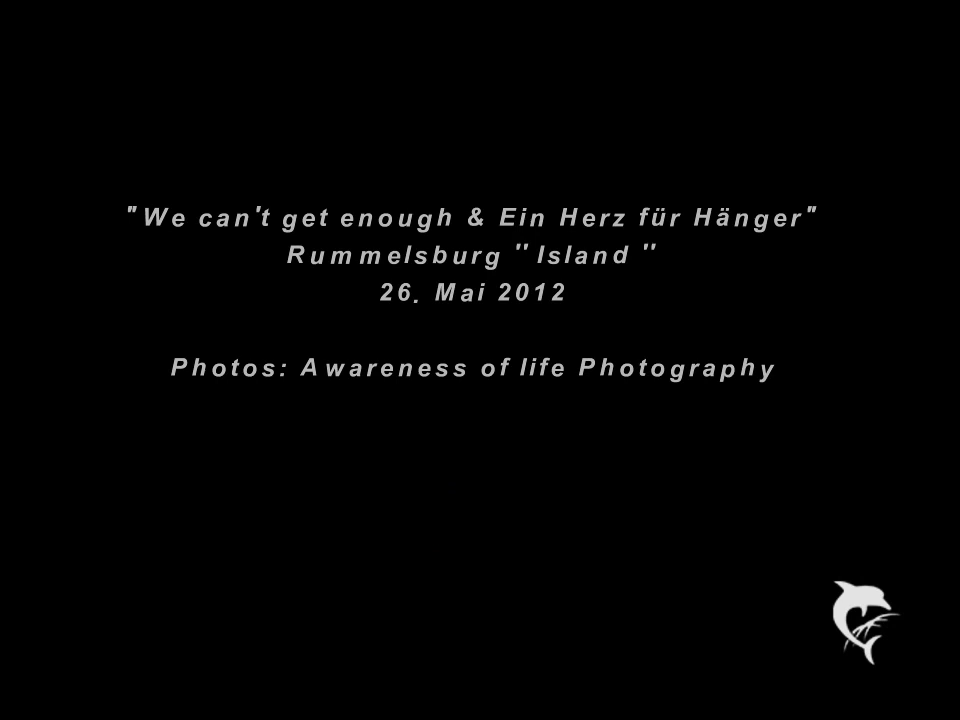 "We can't get enough & Ein Herz für Hänger"
Rummelsburg '' Island ''
26. Mai 2012
Photos: Awareness of life Photography